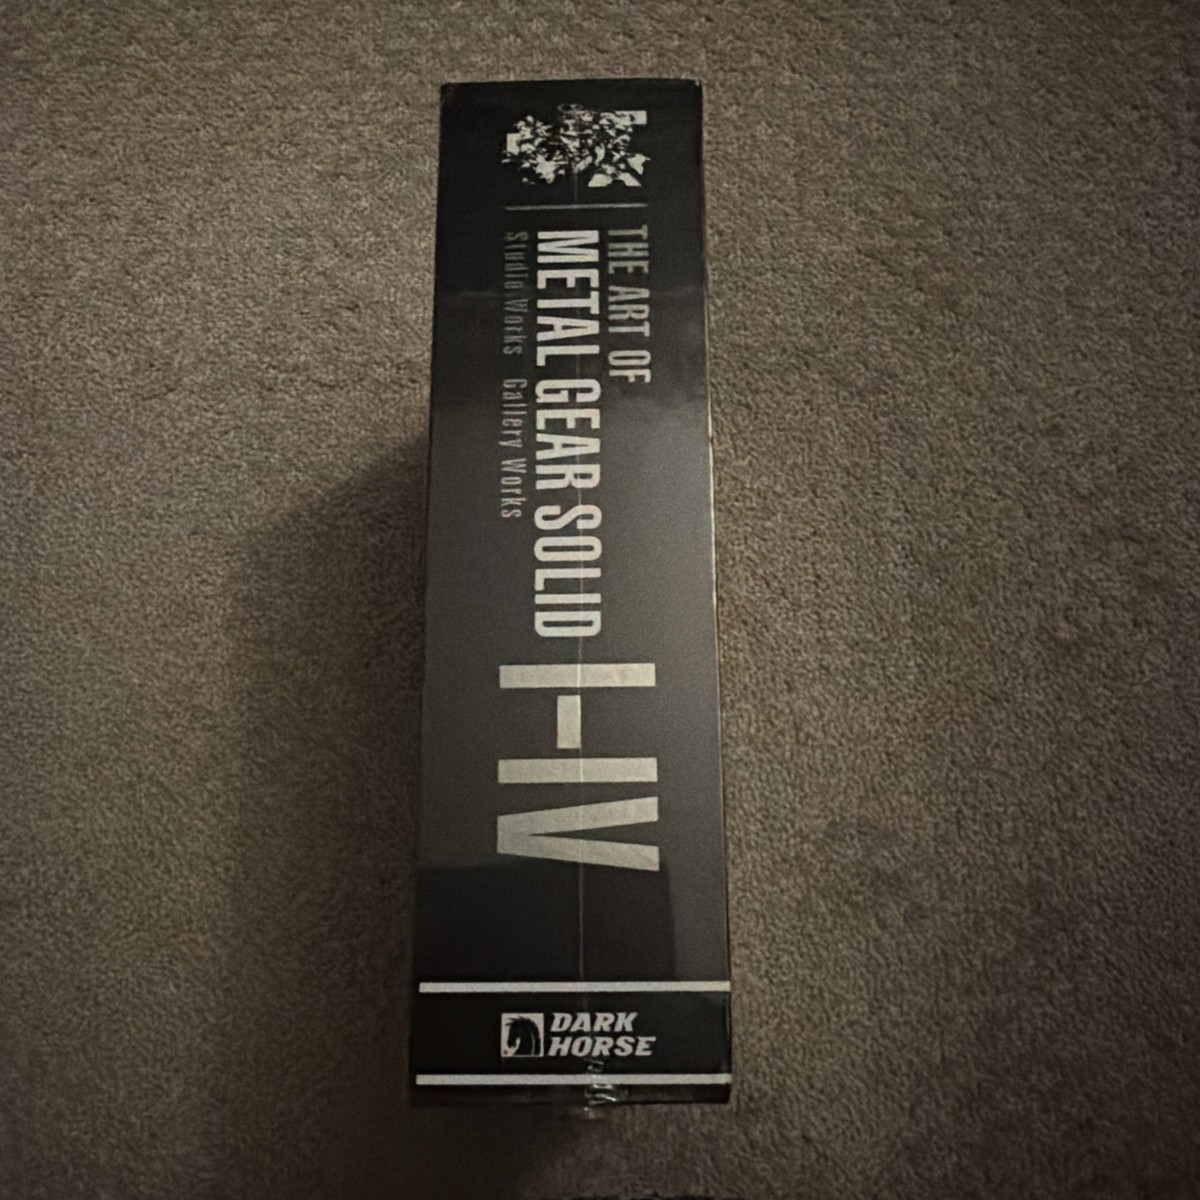 THE ART OF
METAL GEAR SOLID
Studio Works Gallery Works
I-IV
DARK
HORSE